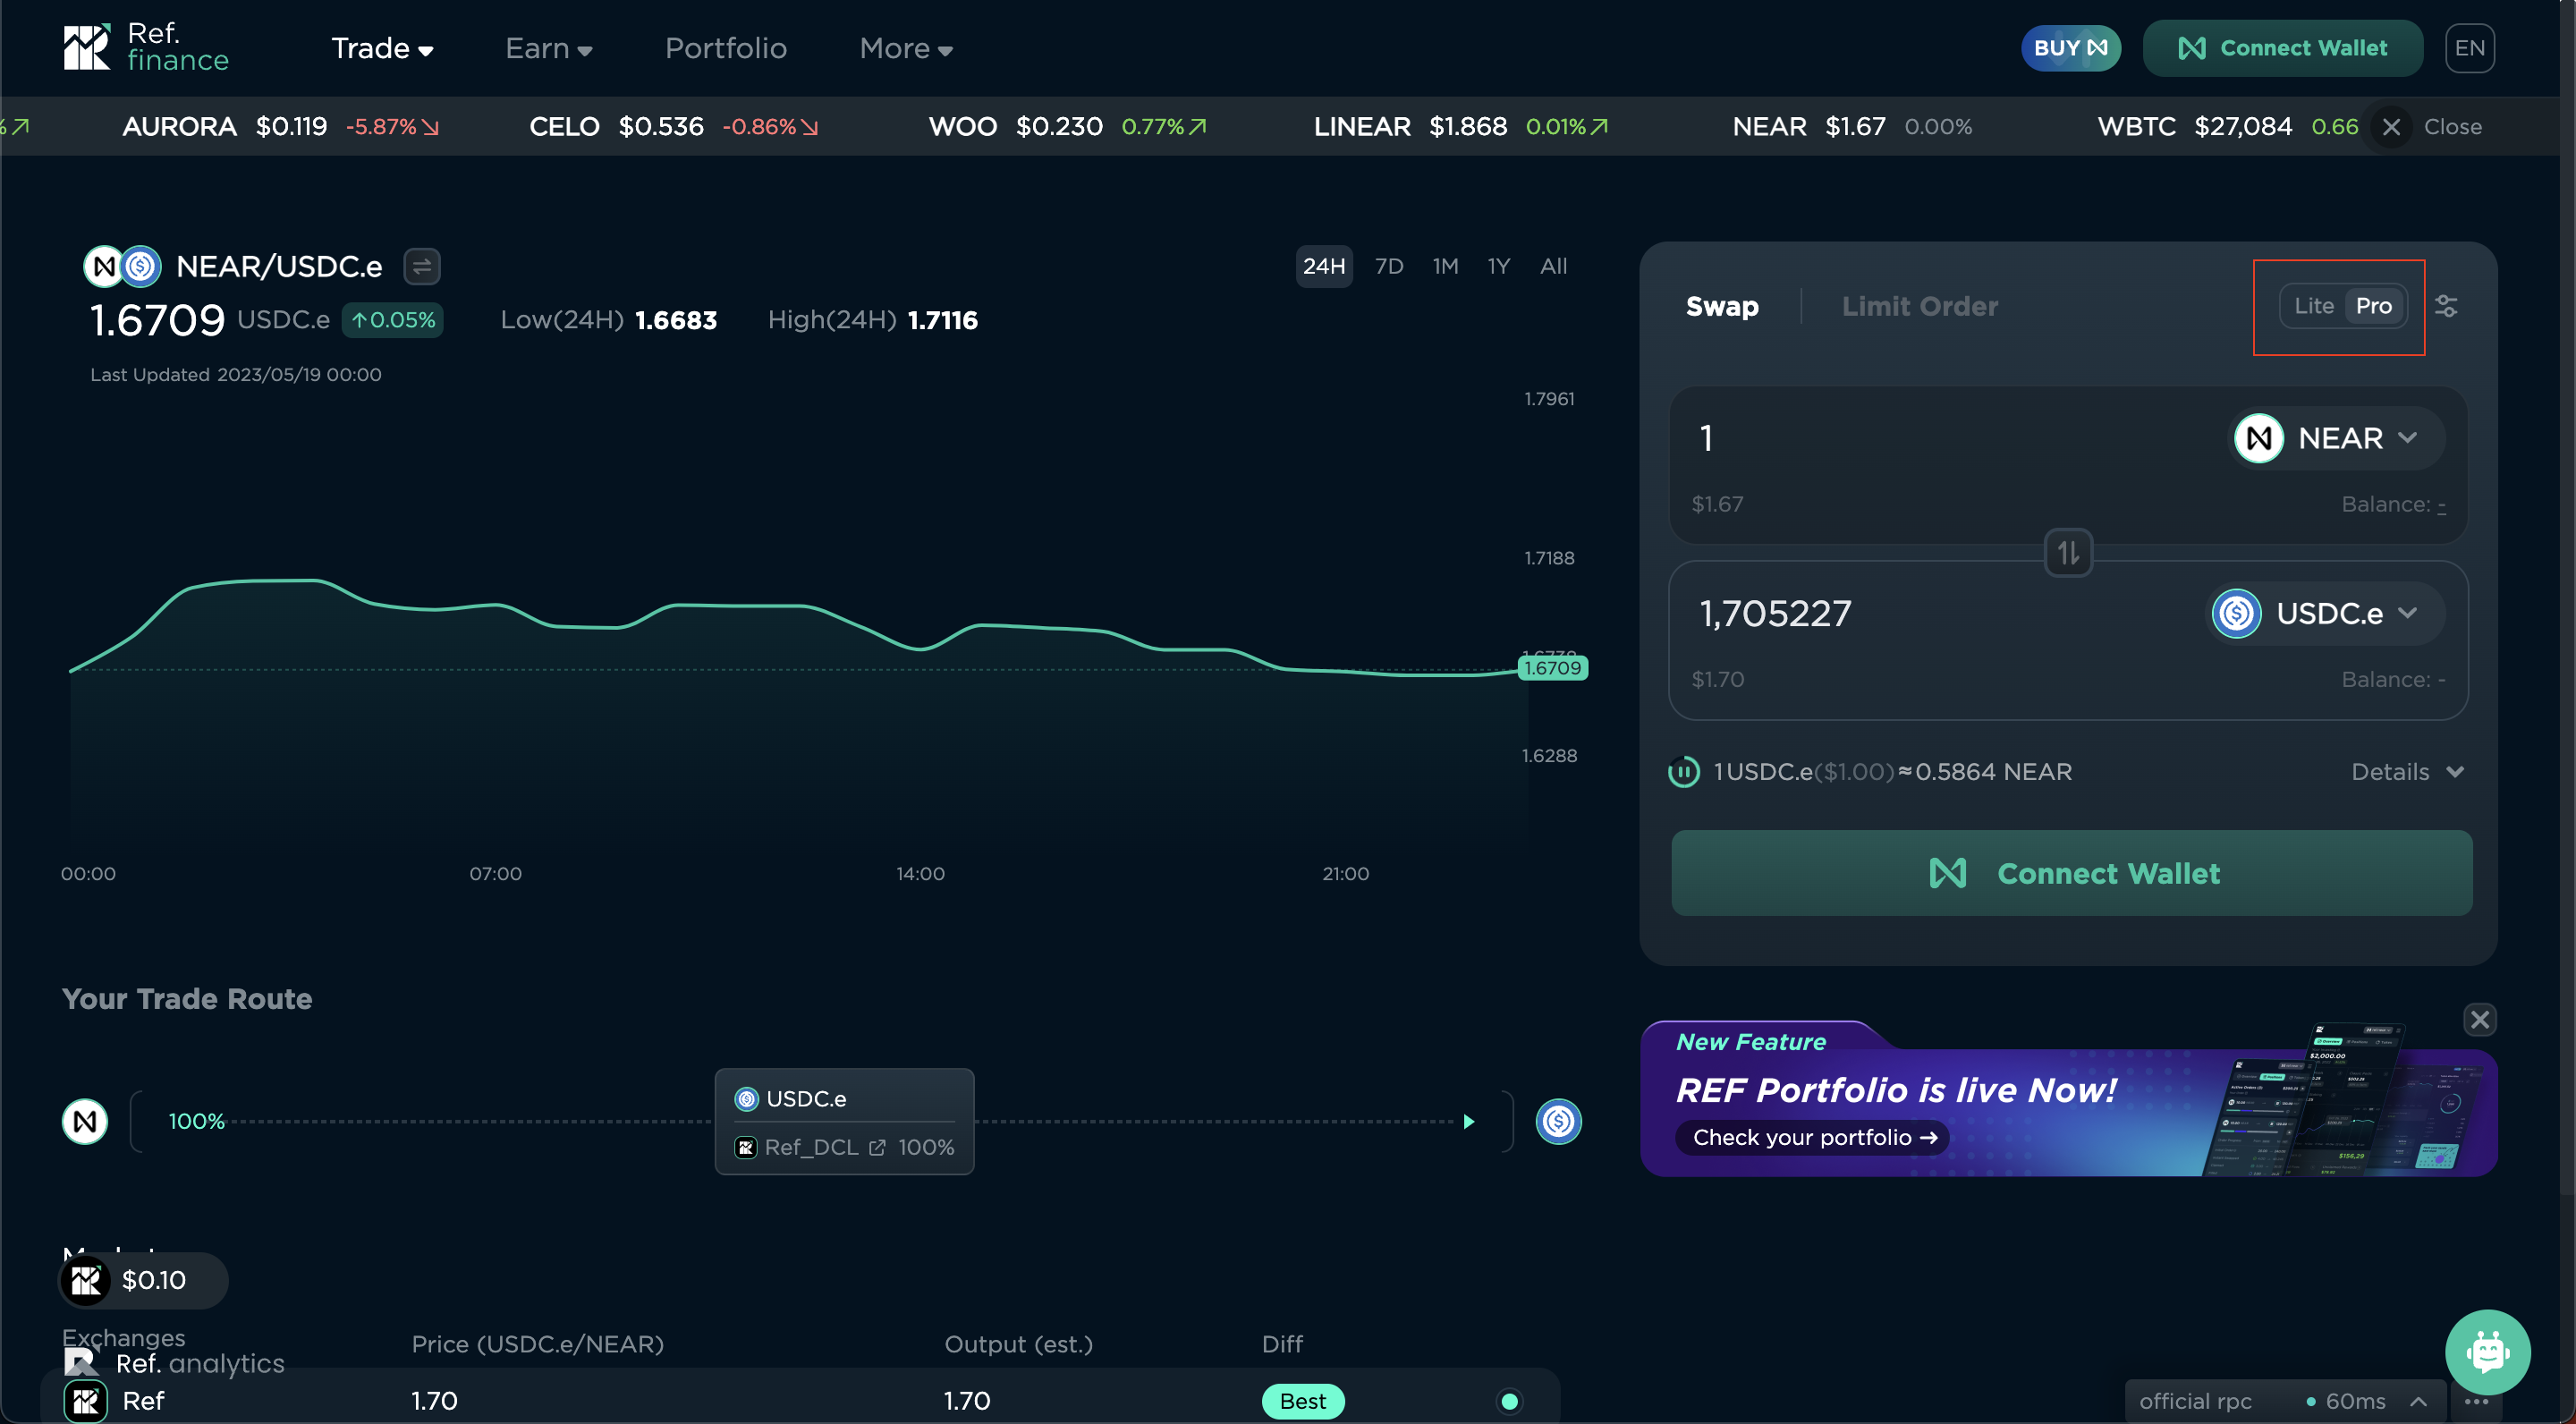 Ref.
finance
Trade
Earn
Portfolio
More
BUY
Connect Wallet
EN
%
AURORA $0.119 -5.87%
CELO $0.536 -0.86%
WOO $0.230 0.77%
LINEAR $1.868 0.01%
NEAR $1.67 0.00%
WBTC $27,084 0.66
Close
NEAR/USDC.e
24H 7D 1M 1Y All
1.6709 USDC.e ↑0.05%
Low(24H) 1.6683
High(24H) 1.7116
Last Updated 2023/05/19 00:00
1.7961
1.7188
1.6709
1.6288
00:00 07:00 14:00 21:00
Swap
Limit Order
Lite Pro
1
NEAR
$1.67
Balance: -
1,705227
USDC.e
$1.70
Balance: -
1 USDC.e($1.00)≈0.5864 NEAR
Details
Connect Wallet
Your Trade Route
100%
USDC.e
Ref_DCL 100%
New Feature
REF Portfolio is live Now!
Check your portfolio →
$2,000.00
$0.10
Exchanges
Price (USDC.e/NEAR)
Output (est.)
Diff
Ref. analytics
Ref
1.70
1.70
Best
official rpc
60ms